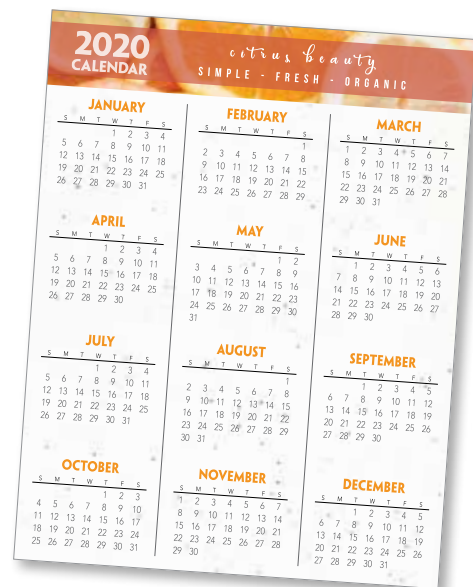 2020
CALENDAR
citrus beauty
SIMPLE - FRESH - ORGANIC
JANUARY
S M T W T F S
1 2 3 4
5 6 7 8 9 10 11
12 13 14 15 16 17 18
19 20 21 22 23 24 25
26 27 28 29 30 31
FEBRUARY
S M T W T F S
1
2 3 4 5 6 7 8
9 10 11 12 13 14 15
16 17 18 19 20 21 22
23 24 25 26 27 28 29
MARCH
S M T W T F S
1 2 3 4 5 6 7
8 9 10 11 12 13 14
15 16 17 18 19 20 21
22 23 24 25 26 27 28
29 30 31
APRIL
S M T W T F S
1 2 3 4
5 6 7 8 9 10 11
12 13 14 15 16 17 18
19 20 21 22 23 24 25
26 27 28 29 30
MAY
S M T W T F S
1 2
3 4 5 6 7 8 9
10 11 12 13 14 15 16
17 18 19 20 21 22 23
24 25 26 27 28 29 30
31
JUNE
S M T W T F S
1 2 3 4 5 6
7 8 9 10 11 12 13
14 15 16 17 18 19 20
21 22 23 24 25 26 27
28 29 30
JULY
S M T W T F S
1 2 3 4
5 6 7 8 9 10 11
12 13 14 15 16 17 18
19 20 21 22 23 24 25
26 27 28 29 30 31
AUGUST
S M T W T F S
1
2 3 4 5 6 7 8
9 10 11 12 13 14 15
16 17 18 19 20 21 22
23 24 25 26 27 28 29
30 31
SEPTEMBER
S M T W T F S
1 2 3 4 5
6 7 8 9 10 11 12
13 14 15 16 17 18 19
20 21 22 23 24 25 26
27 28 29 30
OCTOBER
S M T W T F S
1 2 3
4 5 6 7 8 9 10
11 12 13 14 15 16 17
18 19 20 21 22 23 24
25 26 27 28 29 30 31
NOVEMBER
S M T W T F S
1 2 3 4 5 6 7
8 9 10 11 12 13 14
15 16 17 18 19 20 21
22 23 24 25 26 27 28
29 30
DECEMBER
S M T W T F S
1 2 3 4 5
6 7 8 9 10 11 12
13 14 15 16 17 18 19
20 21 22 23 24 25 26
27 28 29 30 31